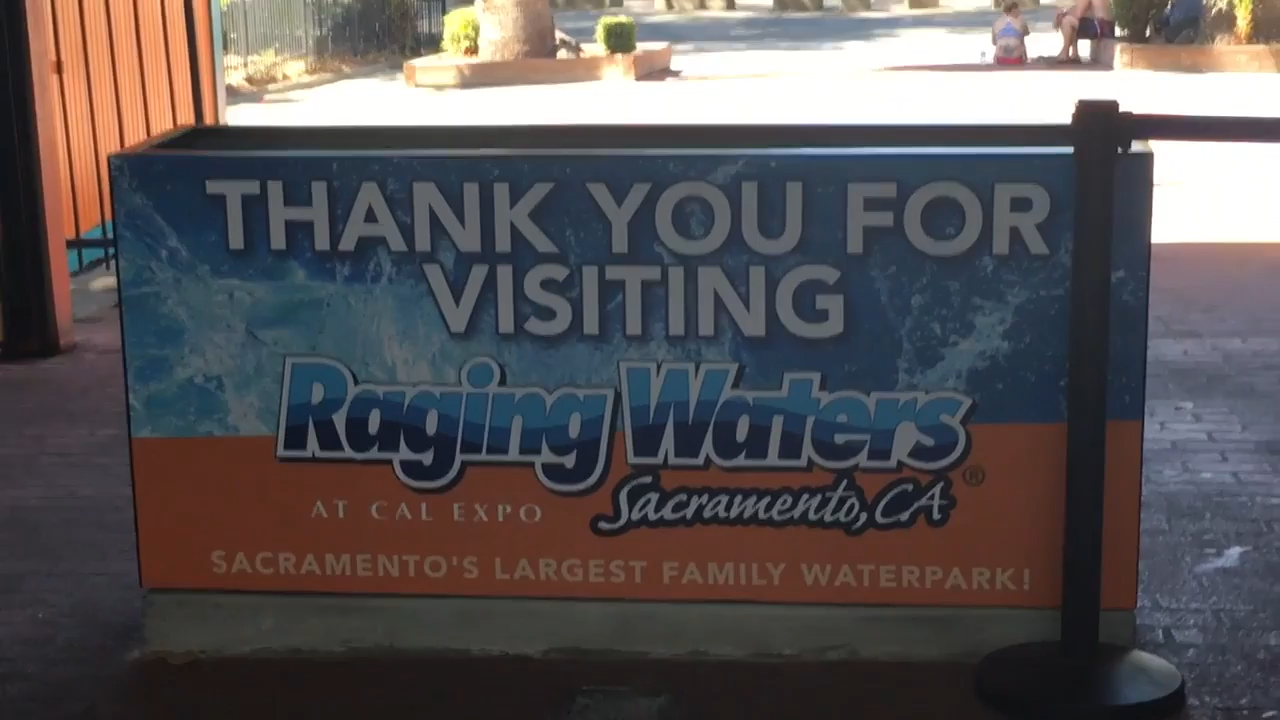 THANK YOU FOR
VISITING
Raging Waters®
AT CAL EXPO Sacramento, CA
SACRAMENTO'S LARGEST FAMILY WATERPARK!